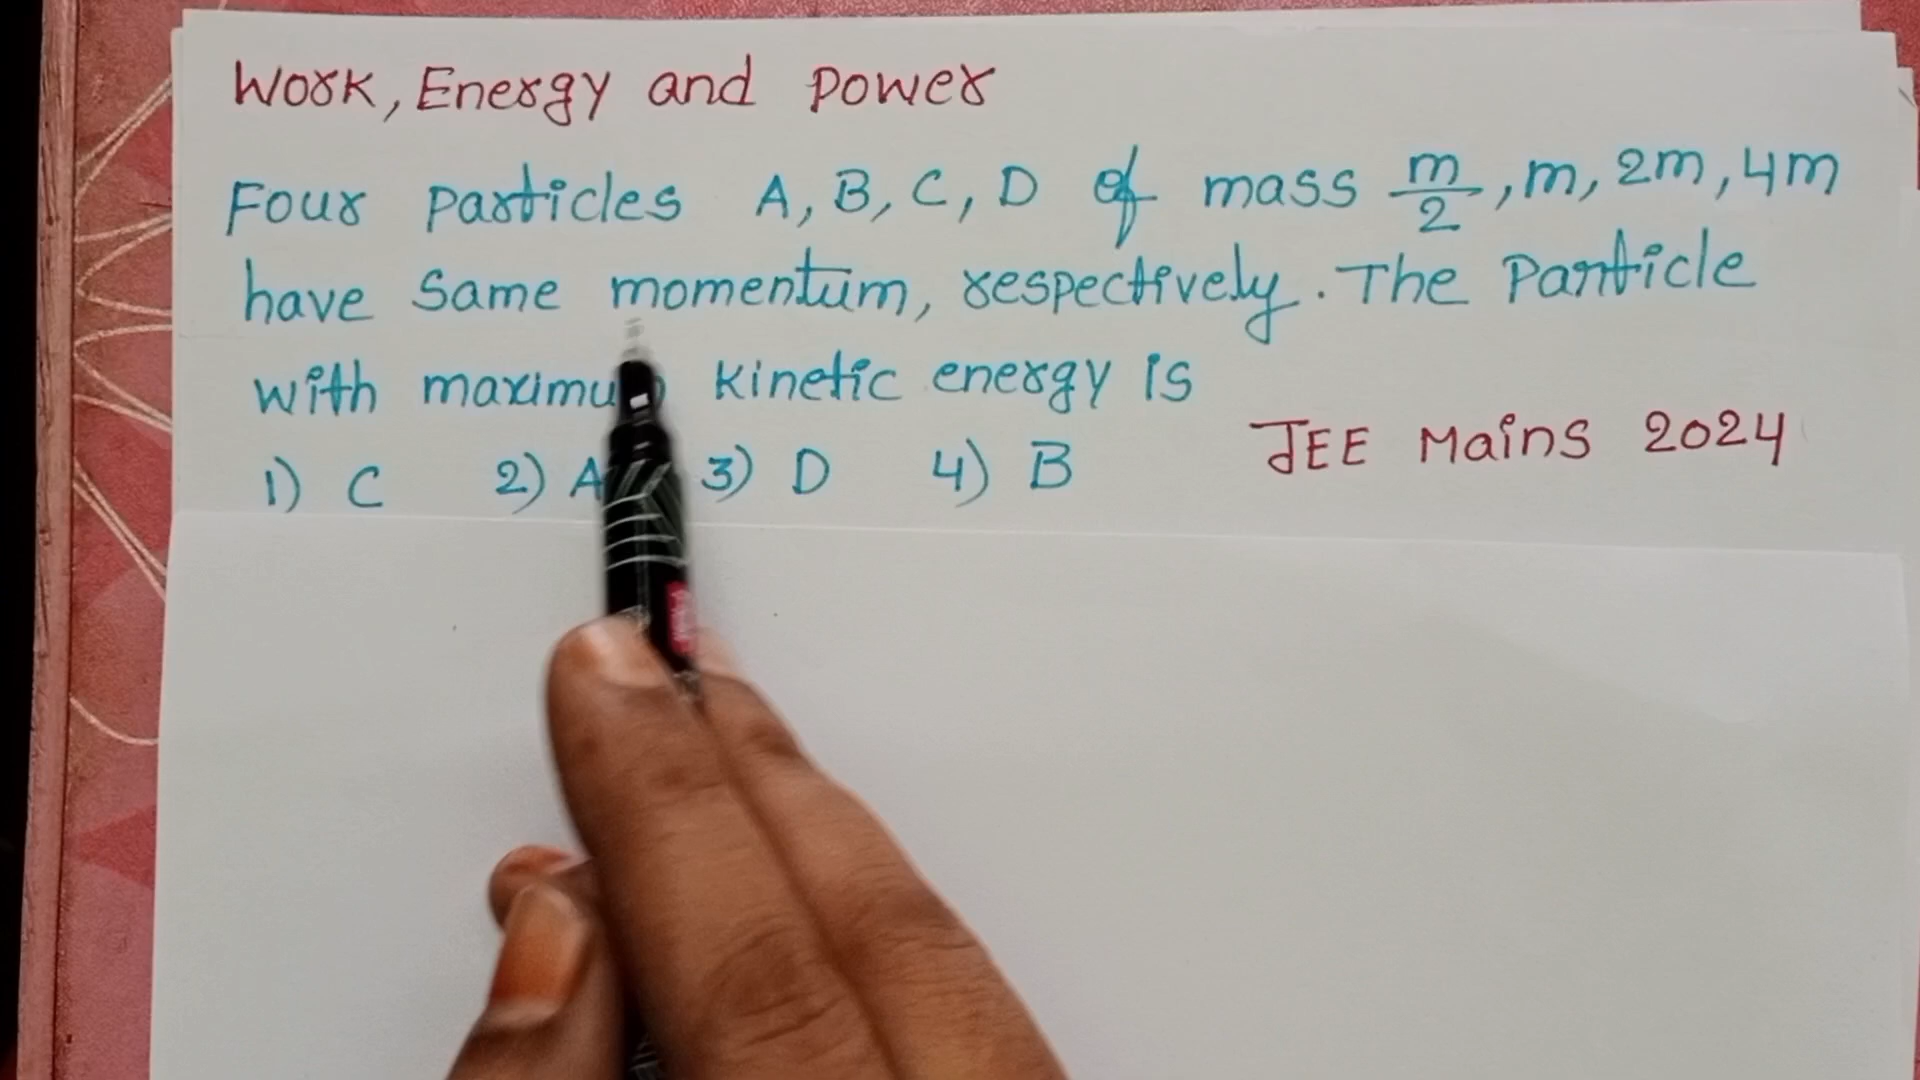 Work, Energy and Power
Four particles A, B, C, D of mass m/2, m, 2m, 4m
have same momentum, respectively. The Particle
with maximum kinetic energy is
1) C 2) A 3) D 4) B
JEE Mains 2024